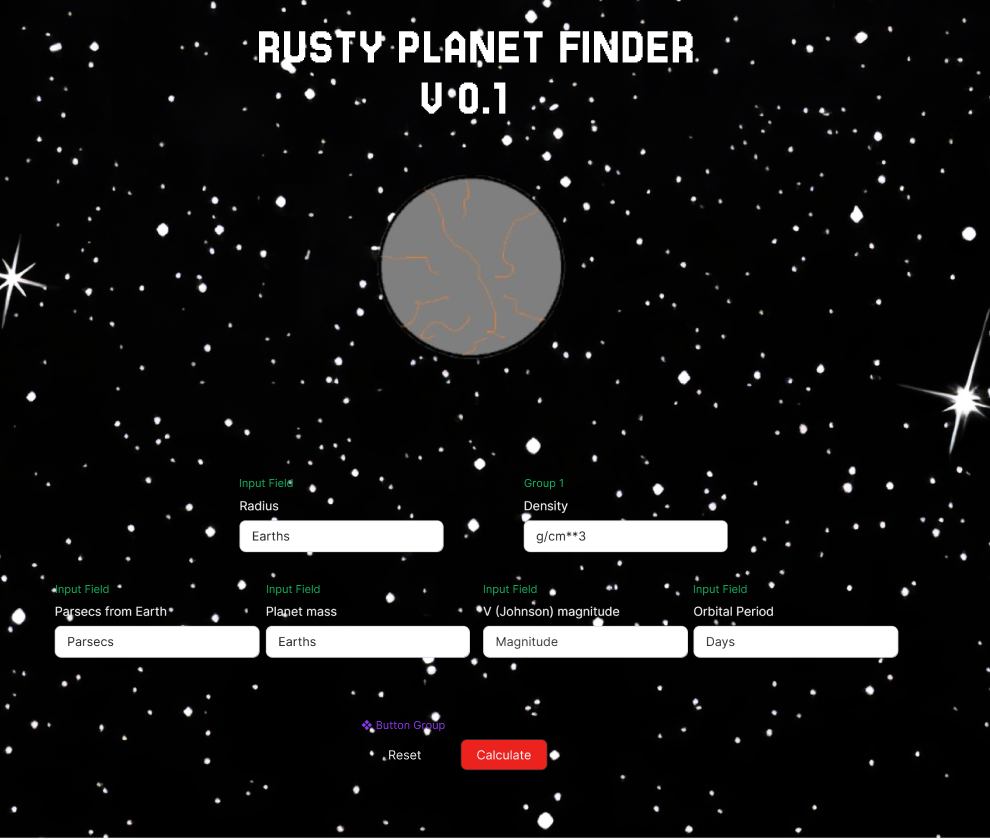 RUSTY PLANET FINDER
V 0.1
Input Field
Group 1
Radius
Density
Earths
g/cm**3
Input Field
Input Field
Input Field
Input Field
Parsecs from Earth
Planet mass
V (Johnson) magnitude
Orbital Period
Parsecs
Earths
Magnitude
Days
Button Group
Reset
Calculate